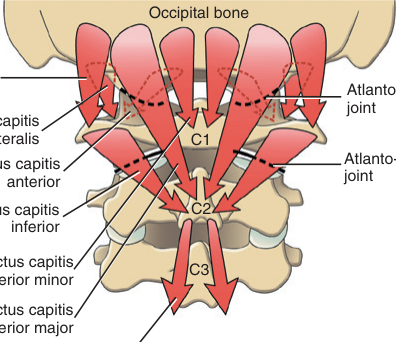 Occipital bone
Atlanto
joint
capitis
teralis
C1
us capitis
anterior
Atlanto-
joint
us capitis
inferior
C2
ctus capitis
erior minor
C3
ctus capitis
erior major